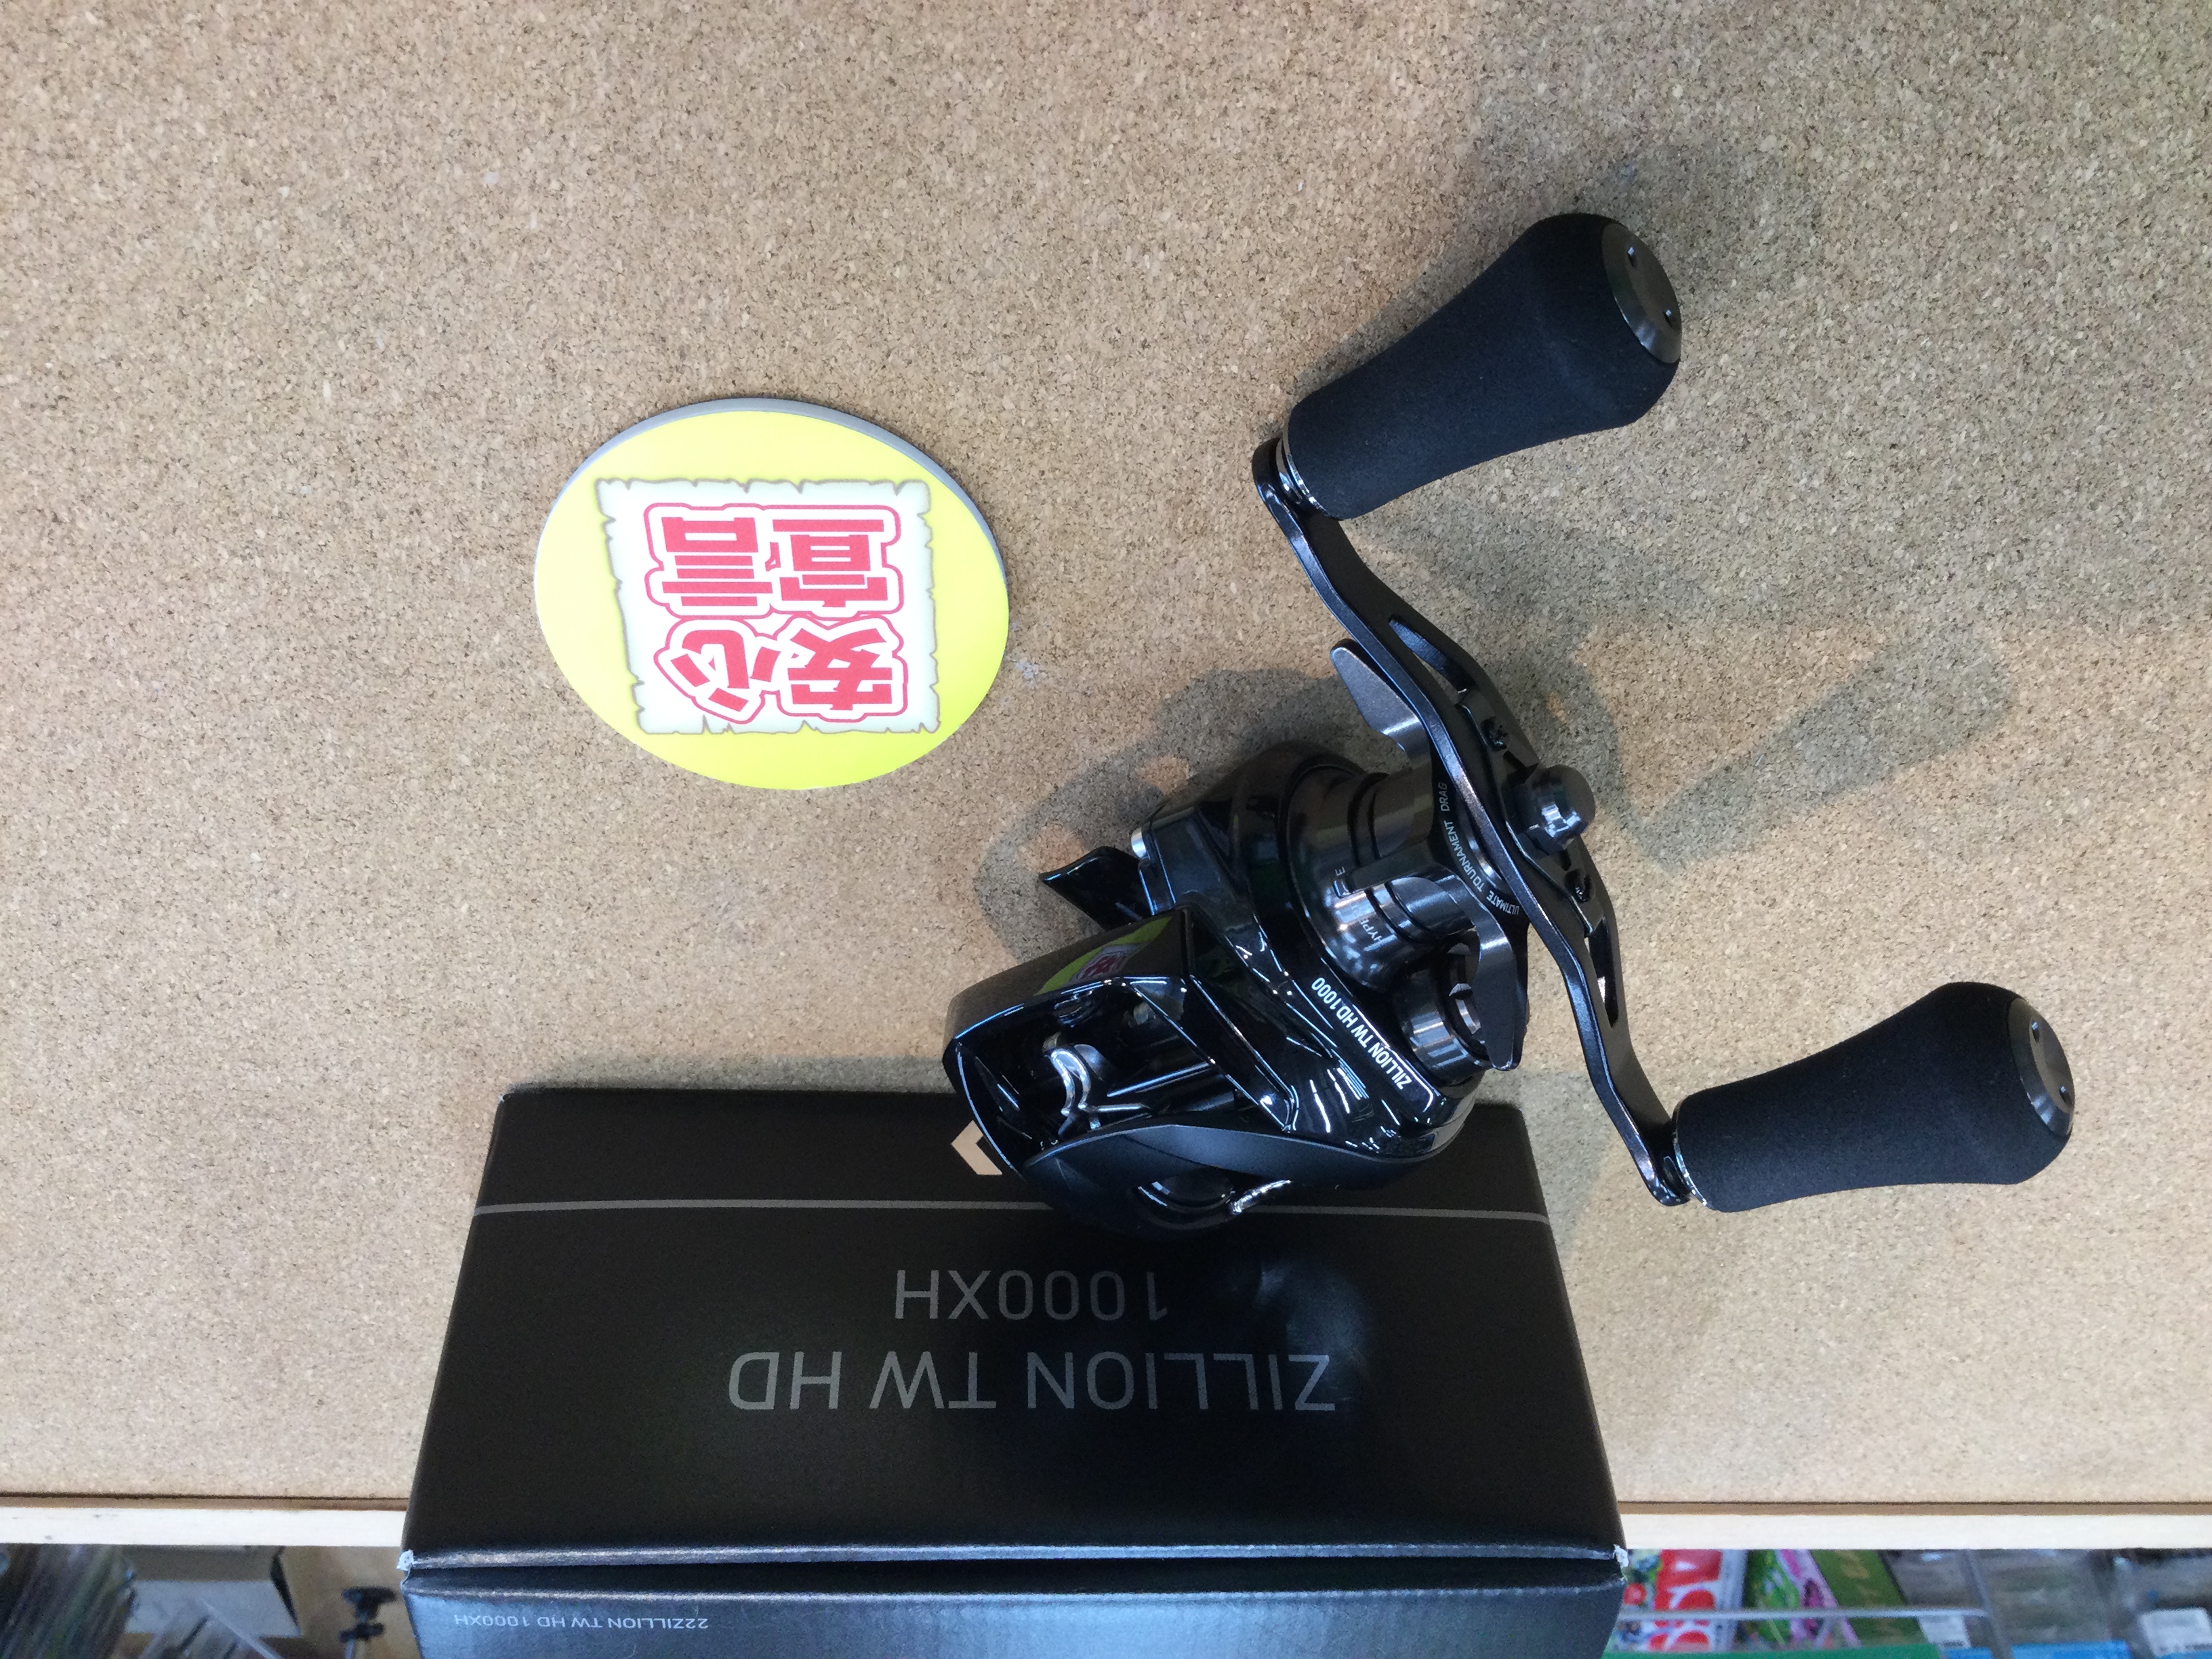 安心
宣言
ZILLION TW HD 1000
ULTIMATE TOURNAMENT DRAG
ZILLION TW HD
1000XH
22ZILLION TW HD 1000XH